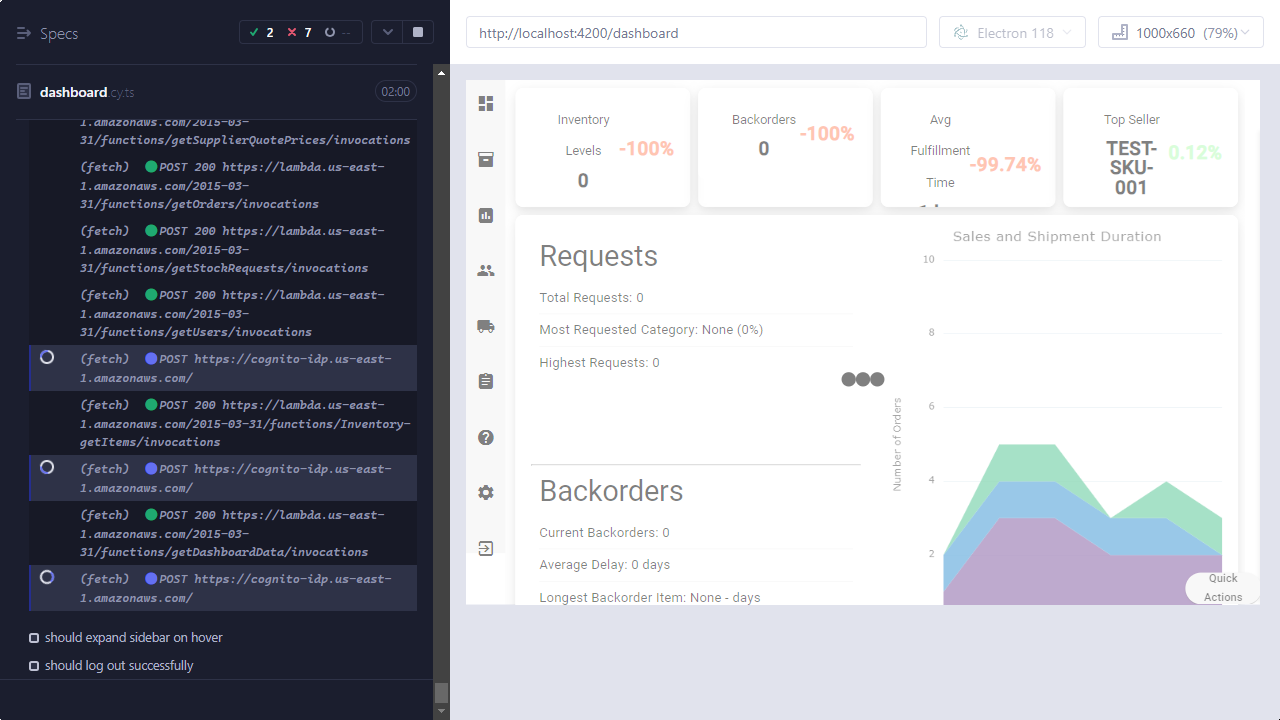 Specs
2
7
--
dashboard.cy.ts
02:00
1.amazonaws.com/2015-03-
31/functions/getSupplierQuotePrices/invocations
(fetch) POST 200 https://lambda.us-east-
1.amazonaws.com/2015-03-
31/functions/getOrders/invocations
(fetch) POST 200 https://lambda.us-east-
1.amazonaws.com/2015-03-
31/functions/getStochRequests/invocations
(fetch) POST 200 https://lambda.us-east-
1.amazonaws.com/2015-03-
31/functions/getUsers/invocations
(fetch) POST https://cognito-idp.us-east-
1.amazonaws.com/
(fetch) POST 200 https://lambda.us-east-
1.amazonaws.com/2015-03-31/functions/Inventory-
getItems/invocations
(fetch) POST https://cognito-idp.us-east-
1.amazonaws.com/
(fetch) POST 200 https://lambda.us-east-
1.amazonaws.com/2015-03-
31/functions/getDashboardData/invocations
(fetch) POST https://cognito-idp.us-east-
1.amazonaws.com/
should expand sidebar on hover
should log out successfully
http://localhost:4200/dashboard
Electron 118
1000x660 (79%)
Inventory
Levels
-100%
0
Backorders
0
-100%
Avg
Fulfillment
Time
-99.74%
Top Seller
TEST-
SKU-
001
0.12%
Requests
Total Requests: 0
Most Requested Category: None (0%)
Highest Requests: 0
Backorders
Current Backorders: 0
Average Delay: 0 days
Longest Backorder Item: None - days
Sales and Shipment Duration
Number of Orders
10
8
6
4
2
Quick
Actions